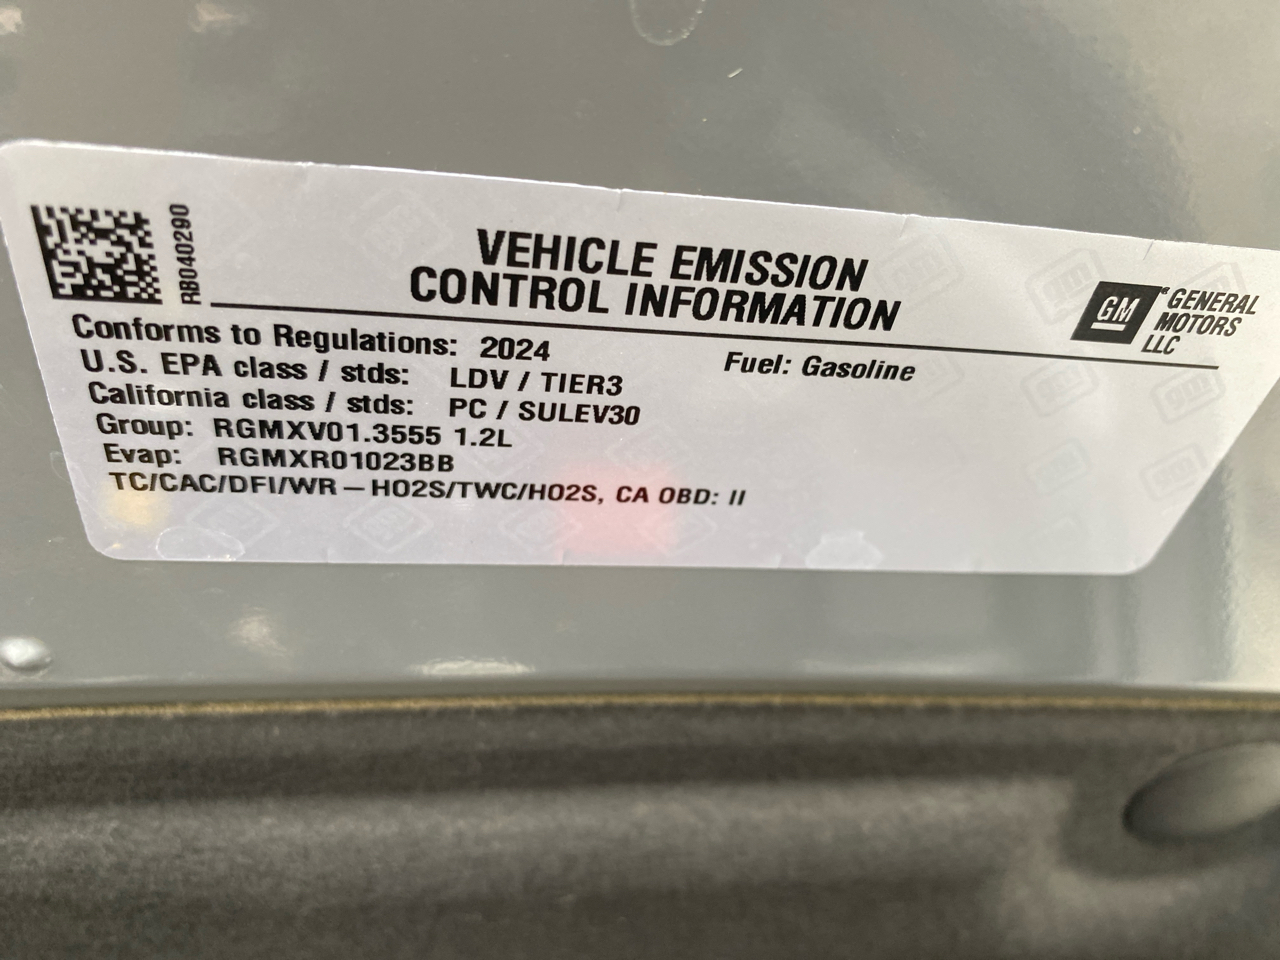 RB040290
VEHICLE EMISSION
CONTROL INFORMATION
GM
GENERAL
MOTORS
LLC
Conforms to Regulations: 2024
Fuel: Gasoline
U.S. EPA class / stds: LDV / TIER3
California class / stds: PC / SULEV30
Group: RGMXV01.3555 1.2L
Evap: RGMXR01023BB
TC/CAC/DFI/WR – HO2S/TWC/HO2S, CA OBD: II